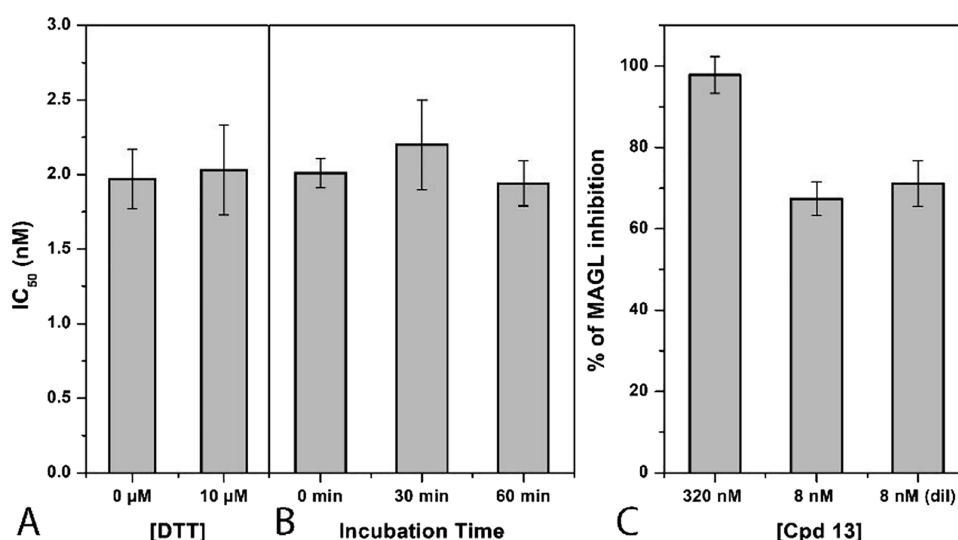 3.0
2.5
2.0
1.5
1.0
0.5
0.0
IC50 (nM)
0 µM 10 µM
[DTT]
A
0 min 30 min 60 min
Incubation Time
B
100
80
60
40
20
0
% of MAGL inhibition
320 nM 8 nM 8 nM (dil)
[Cpd 13]
C